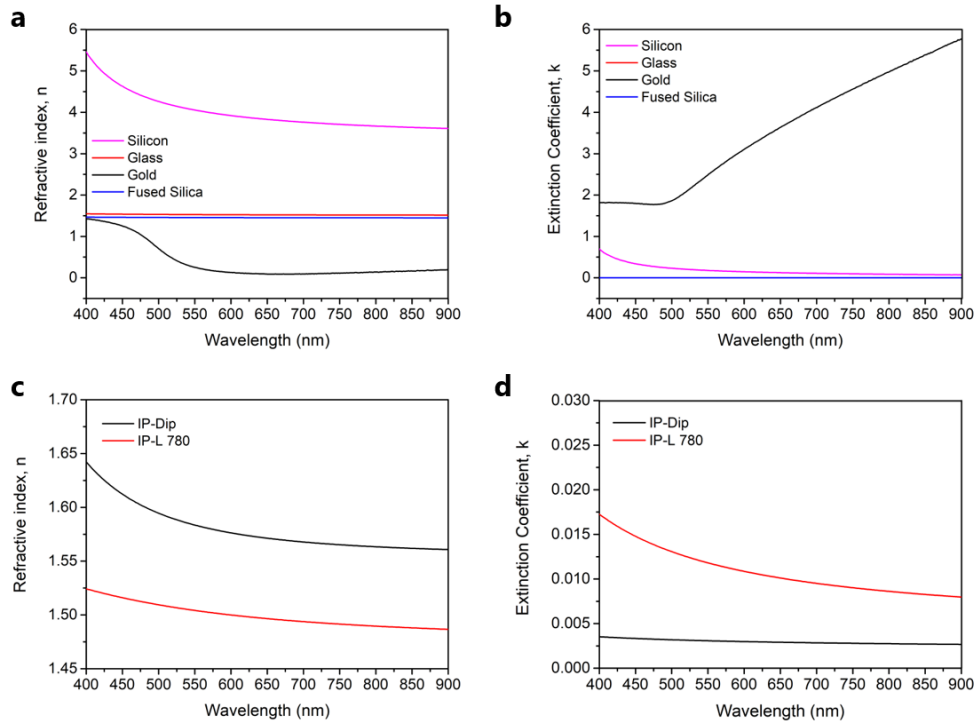 a
Refractive index, n
6
5
4
3
2
1
0
Silicon
Glass
Gold
Fused Silica
400 450 500 550 600 650 700 750 800 850 900
Wavelength (nm)
b
Extinction Coefficient, k
6
5
4
3
2
1
0
Silicon
Glass
Gold
Fused Silica
400 450 500 550 600 650 700 750 800 850 900
Wavelength (nm)
c
Refractive index, n
1.70
1.65
1.60
1.55
1.50
1.45
IP-Dip
IP-L 780
400 450 500 550 600 650 700 750 800 850 900
Wavelength (nm)
d
Extinction Coefficient, k
0.030
0.025
0.020
0.015
0.010
0.005
0.000
IP-Dip
IP-L 780
400 450 500 550 600 650 700 750 800 850 900
Wavelength (nm)